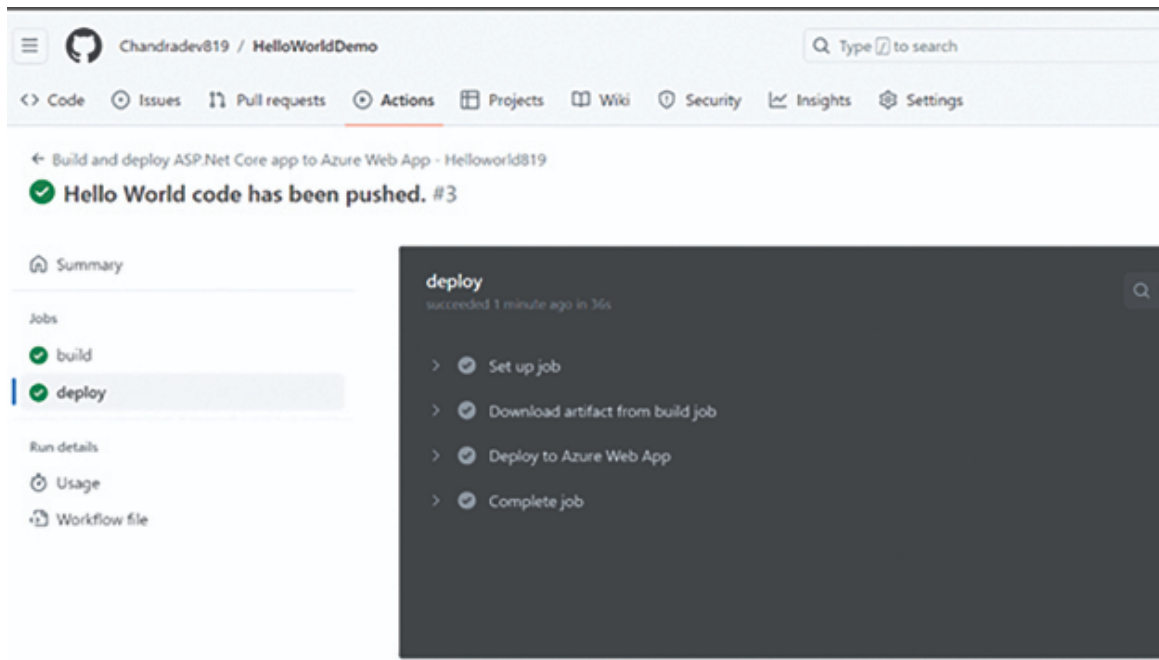 Chandradev819 / HelloWorldDemo
Type / to search
Code Issues Pull requests Actions Projects Wiki Security Insights Settings
Build and deploy ASP.Net Core app to Azure Web App - Helloworld819
Hello World code has been pushed. #3
Summary
Jobs
build
deploy
Run details
Usage
Workflow file
deploy
succeeded 1 minute ago in 36s
Set up job
Download artifact from build job
Deploy to Azure Web App
Complete job